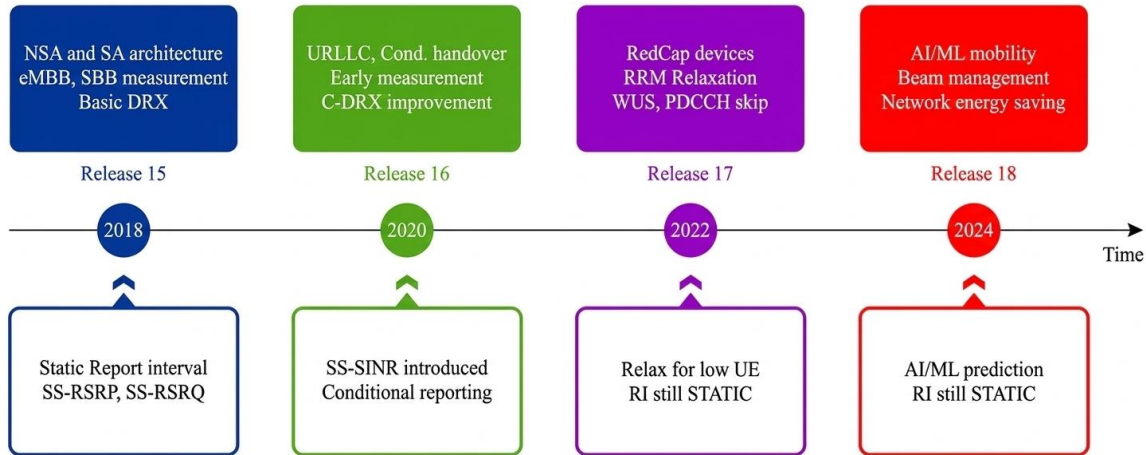 NSA and SA architecture
eMBB, SBB measurement
Basic DRX
URLLC, Cond. handover
Early measurement
C-DRX improvement
RedCap devices
RRM Relaxation
WUS, PDCCH skip
AI/ML mobility
Beam management
Network energy saving
Release 15
Release 16
Release 17
Release 18
2018
2020
2022
2024
Time
Static Report interval
SS-RSRP, SS-RSRQ
SS-SINR introduced
Conditional reporting
Relax for low UE
RI still STATIC
AI/ML prediction
RI still STATIC